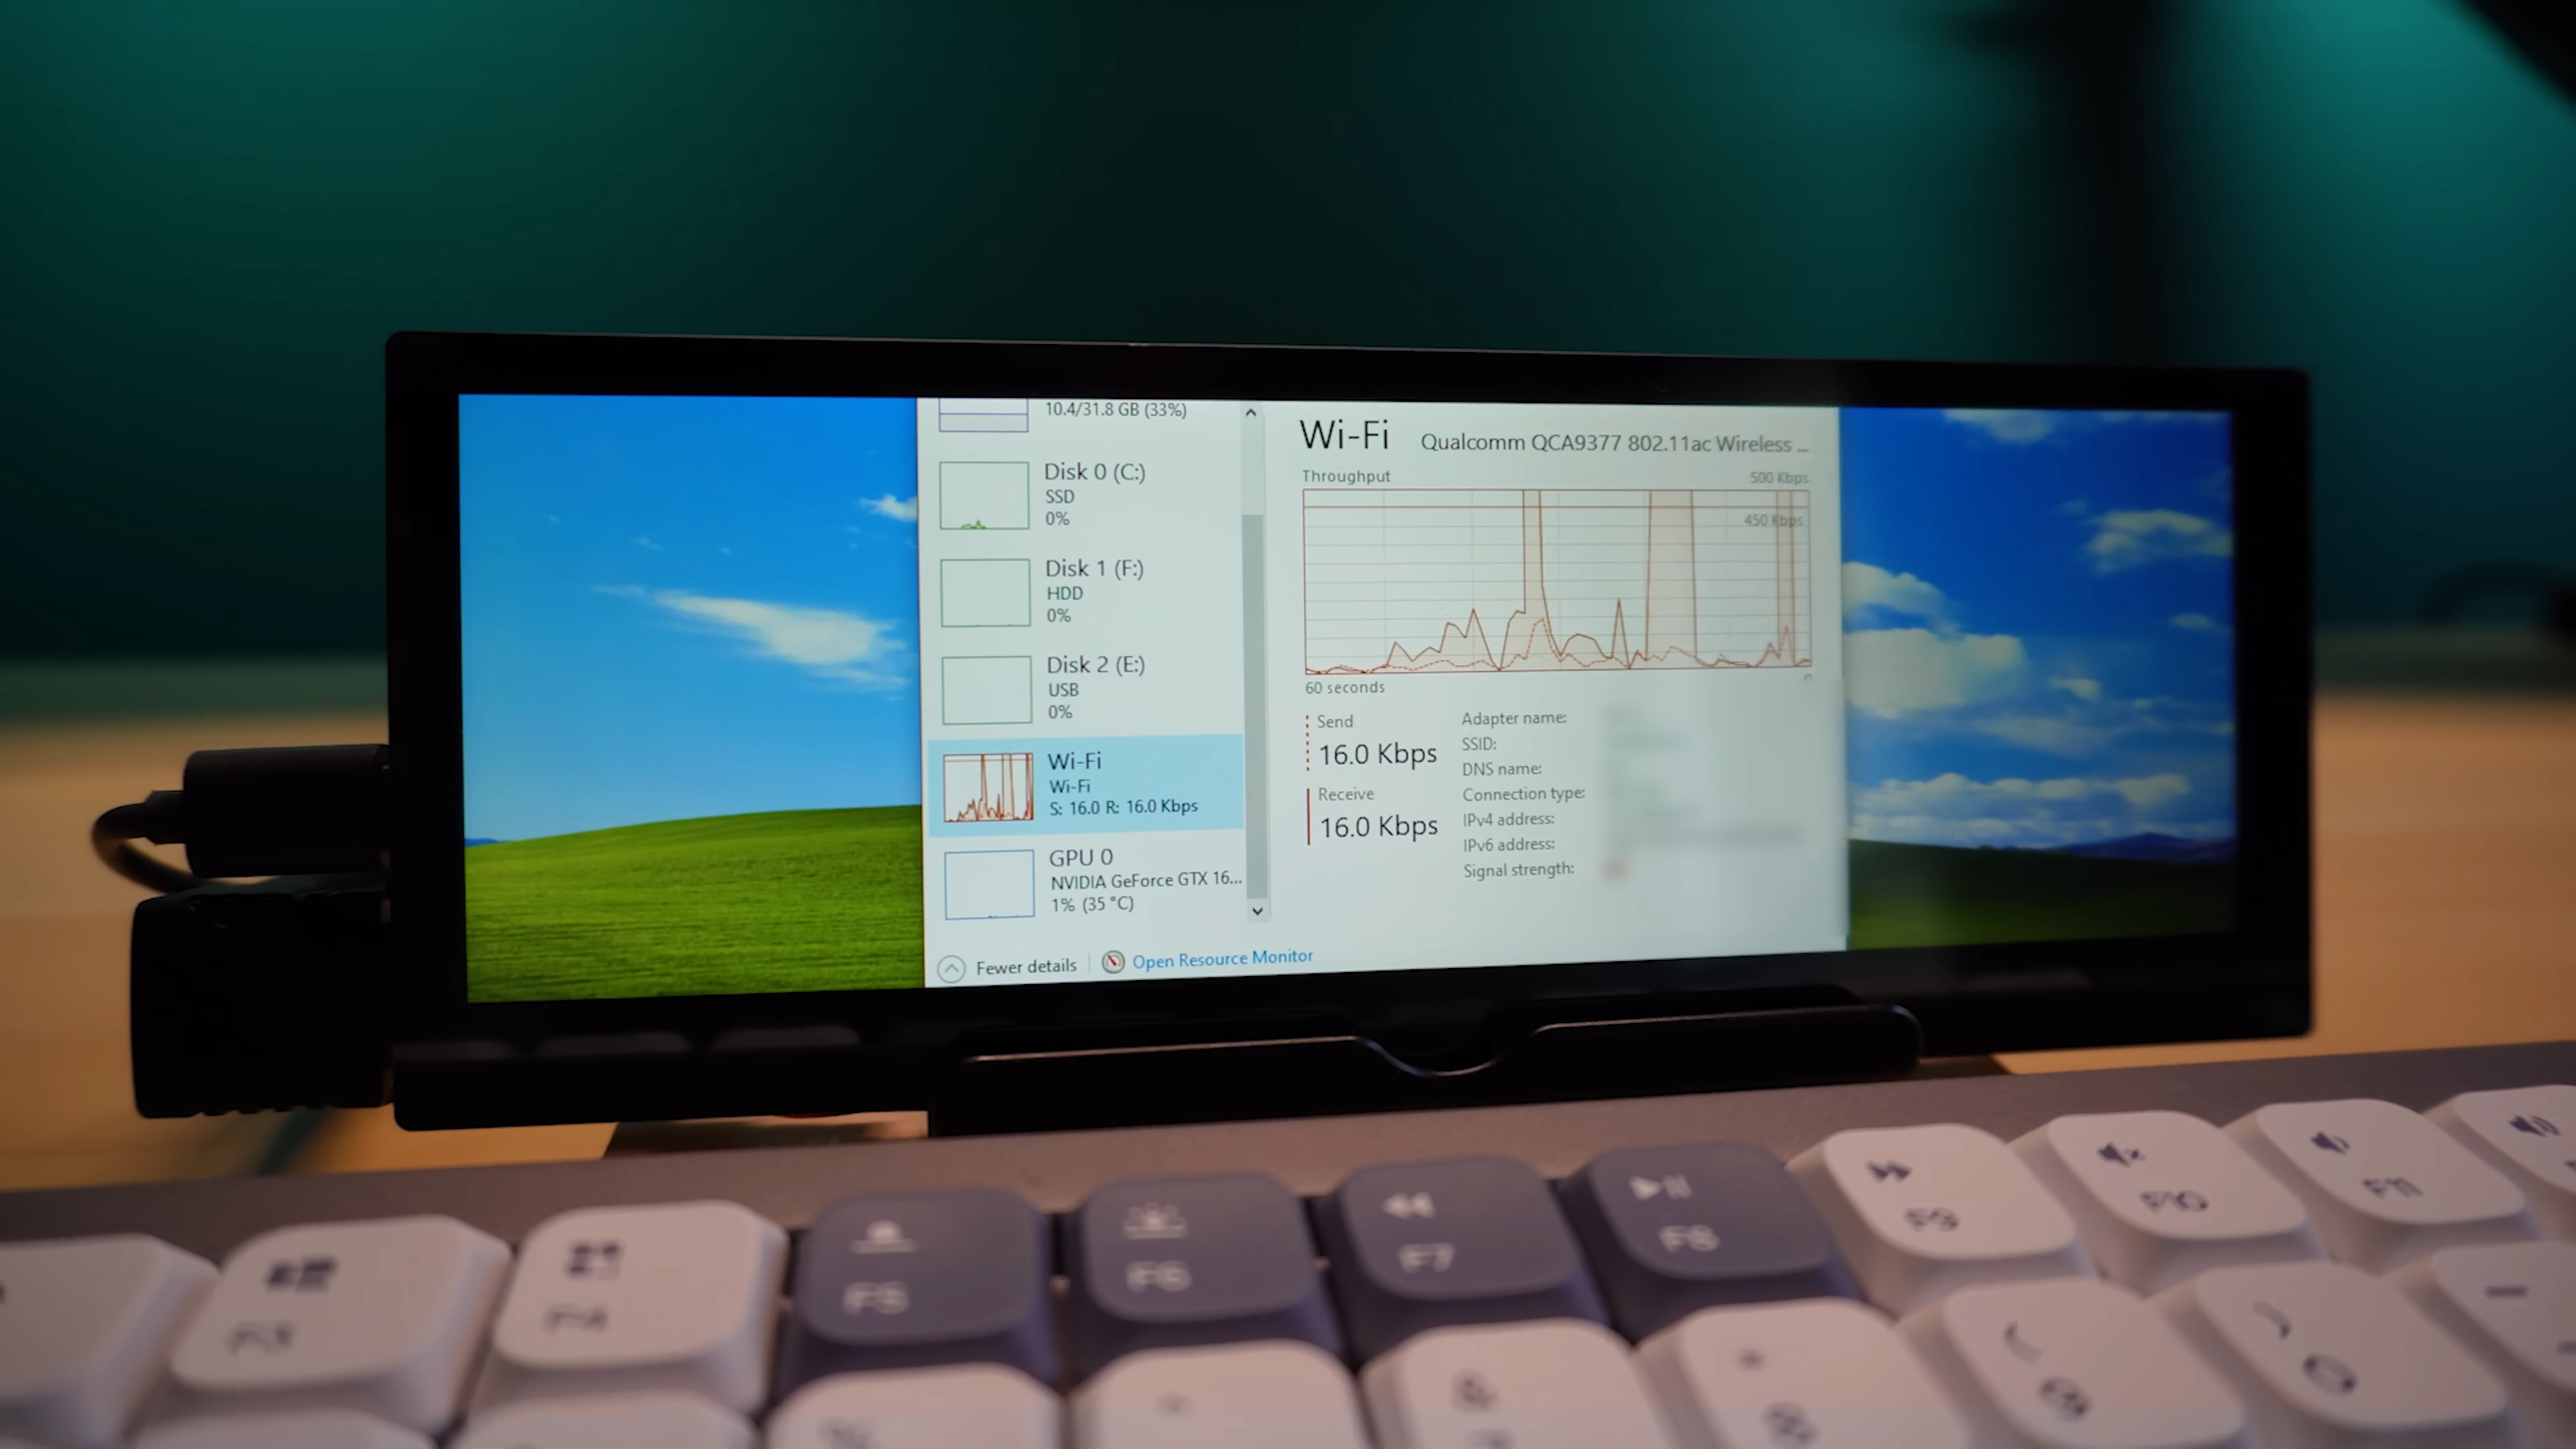 10.4/31.8 GB (33%)
Disk 0 (C:)
SSD
0%
Disk 1 (F:)
HDD
0%
Disk 2 (E:)
USB
0%
Wi-Fi
Wi-Fi
S: 16.0 R: 16.0 Kbps
GPU 0
NVIDIA GeForce GTX 16...
1% (35 °C)
Fewer details
Open Resource Monitor
Wi-Fi
Qualcomm QCA9377 802.11ac Wireless ...
Throughput
500 Kbps
450 Kbps
60 seconds
0
Send
16.0 Kbps
Receive
16.0 Kbps
Adapter name:
SSID:
DNS name:
Connection type:
IPv4 address:
IPv6 address:
Signal strength:
F3
F4
F5
F6
F7
F8
F9
F10
F11